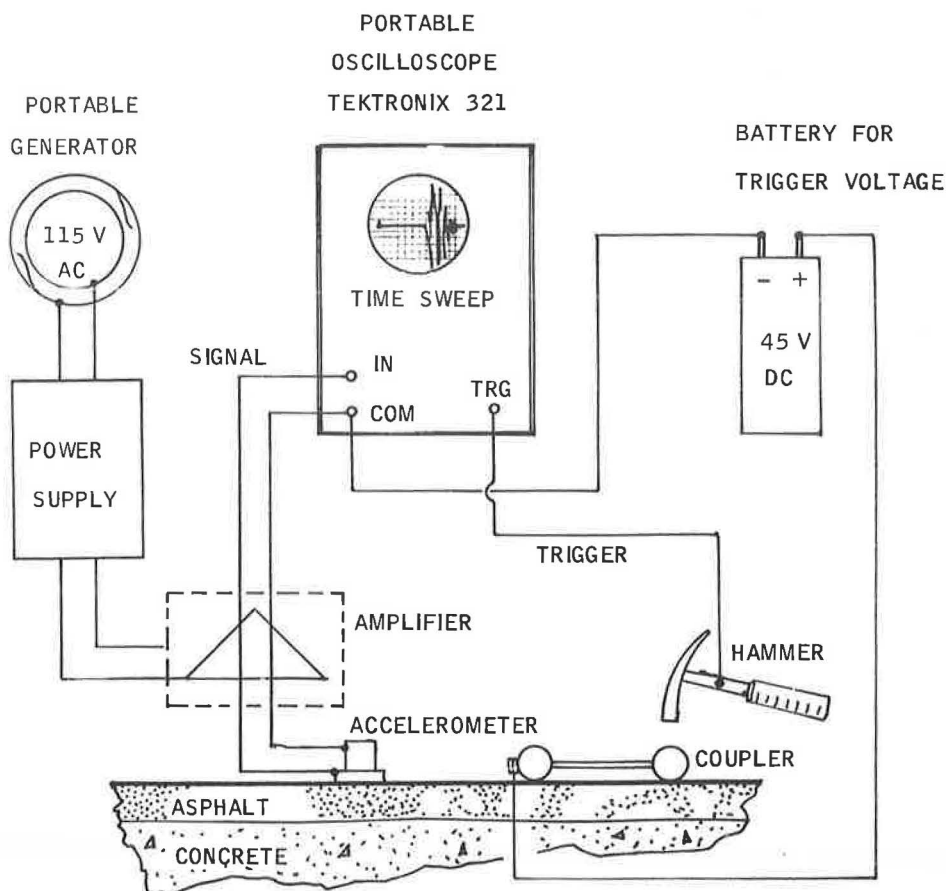 PORTABLE
OSCILLOSCOPE
TEKTRONIX 321
PORTABLE
GENERATOR
115 V
AC
BATTERY FOR
TRIGGER VOLTAGE
- +
45 V
DC
TIME SWEEP
SIGNAL
IN
COM
TRG
POWER
SUPPLY
TRIGGER
AMPLIFIER
HAMMER
ACCELEROMETER
COUPLER
ASPHALT
CONCRETE